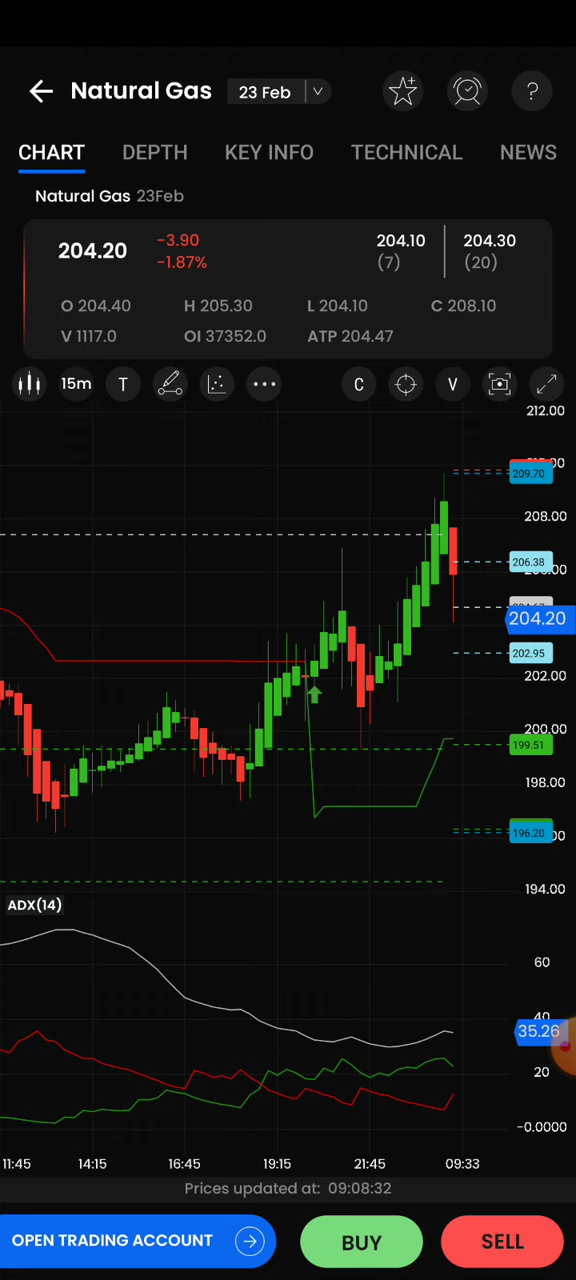 Natural Gas 23 Feb ?
CHART DEPTH KEY INFO TECHNICAL NEWS
Natural Gas 23Feb
204.20 -3.90 204.10 204.30
-1.87% (7) (20)
O 204.40 H 205.30 L 204.10 C 208.10
V 1117.0 OI 37352.0 ATP 204.47
15m T C V
212.00
209.70
208.00
206.38
204.20
202.95
202.00
200.00
199.51
198.00
196.20
194.00
ADX(14)
60
40
35.26
20
-0.0000
11:45 14:15 16:45 19:15 21:45 09:33
Prices updated at: 09:08:32
OPEN TRADING ACCOUNT BUY SELL